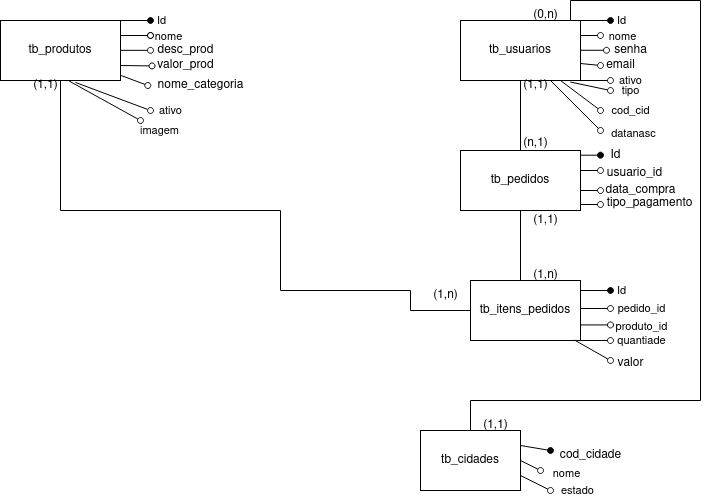 Id
nome
tb_produtos
desc_prod
valor_prod
(1,1)
nome_categoria
ativo
imagem
(0,n)
Id
nome
tb_usuarios
senha
email
ativo
(1,1)
tipo
cod_cid
datanasc
(n,1)
Id
usuario_id
tb_pedidos
data_compra
tipo_pagamento
(1,1)
(1,n)
(1,n)
Id
tb_itens_pedidos
pedido_id
produto_id
quantiade
valor
(1,1)
tb_cidades
cod_cidade
nome
estado